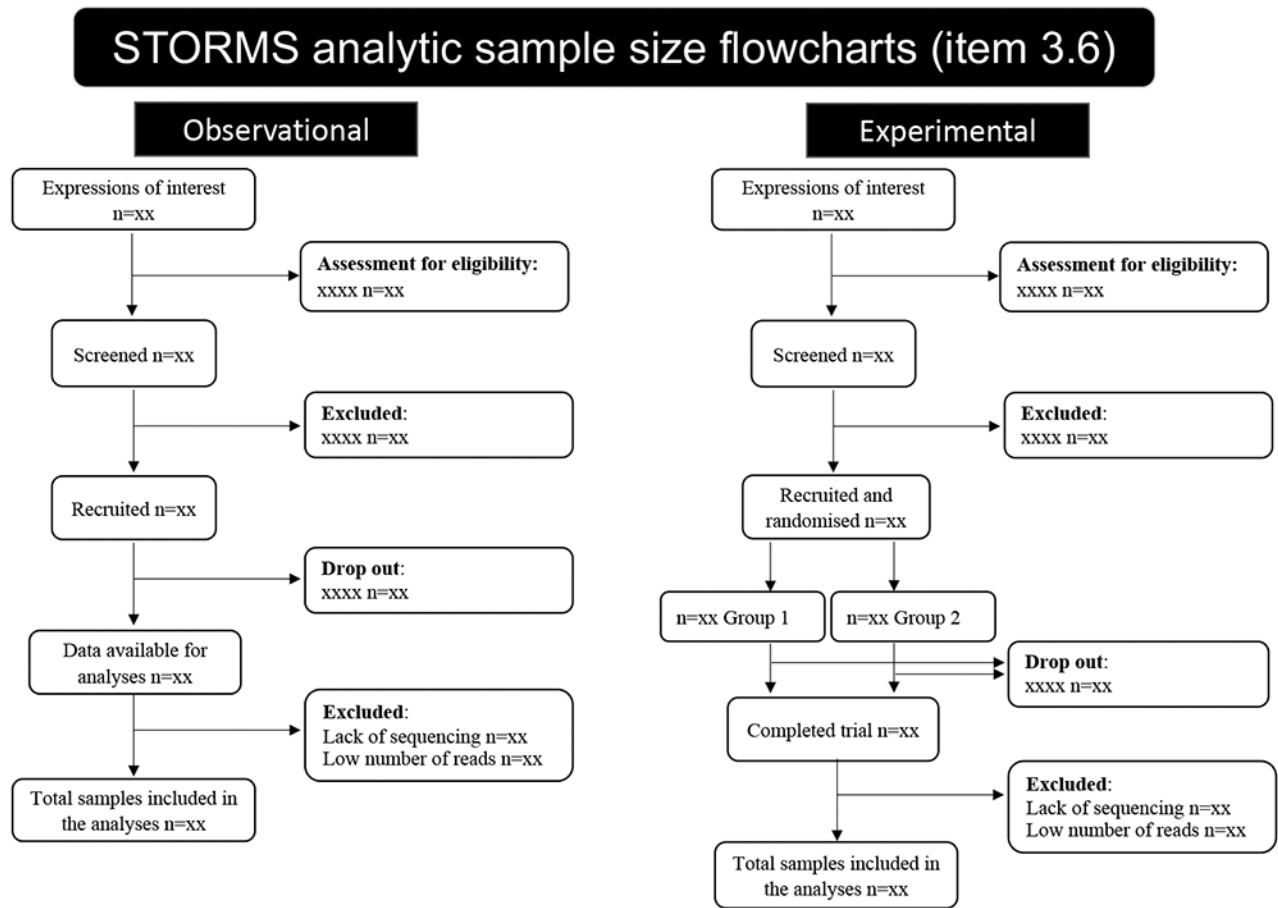 STORMS analytic sample size flowcharts (item 3.6)
Observational
Expressions of interest
n=xx
Assessment for eligibility:
xxxx n=xx
Screened n=xx
Excluded:
xxxx n=xx
Recruited n=xx
Drop out:
xxxx n=xx
Data available for
analyses n=xx
Excluded:
Lack of sequencing n=xx
Low number of reads n=xx
Total samples included in
the analyses n=xx
Experimental
Expressions of interest
n=xx
Assessment for eligibility:
xxxx n=xx
Screened n=xx
Excluded:
xxxx n=xx
Recruited and
randomised n=xx
n=xx Group 1
n=xx Group 2
Drop out:
xxxx n=xx
Completed trial n=xx
Excluded:
Lack of sequencing n=xx
Low number of reads n=xx
Total samples included in
the analyses n=xx